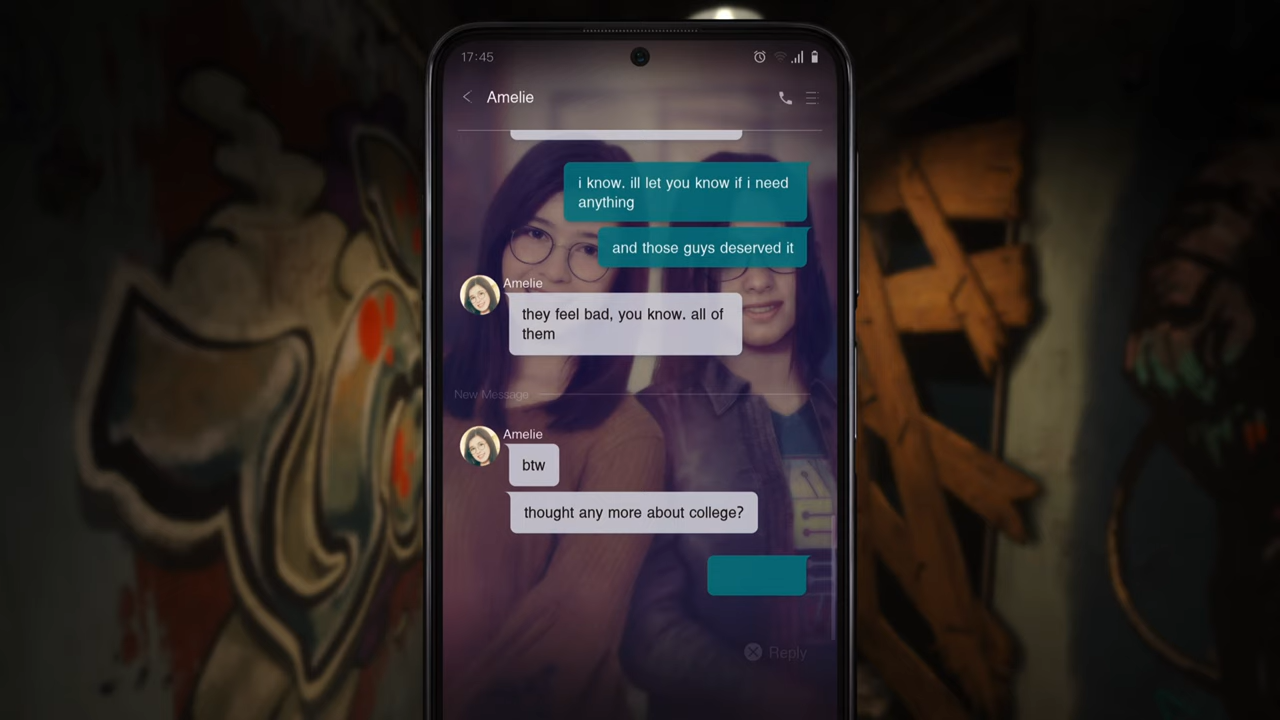 17:45
Amelie
i know. ill let you know if i need
anything
and those guys deserved it
Amelie
they feel bad, you know. all of
them
New Message
Amelie
btw
thought any more about college?
Reply